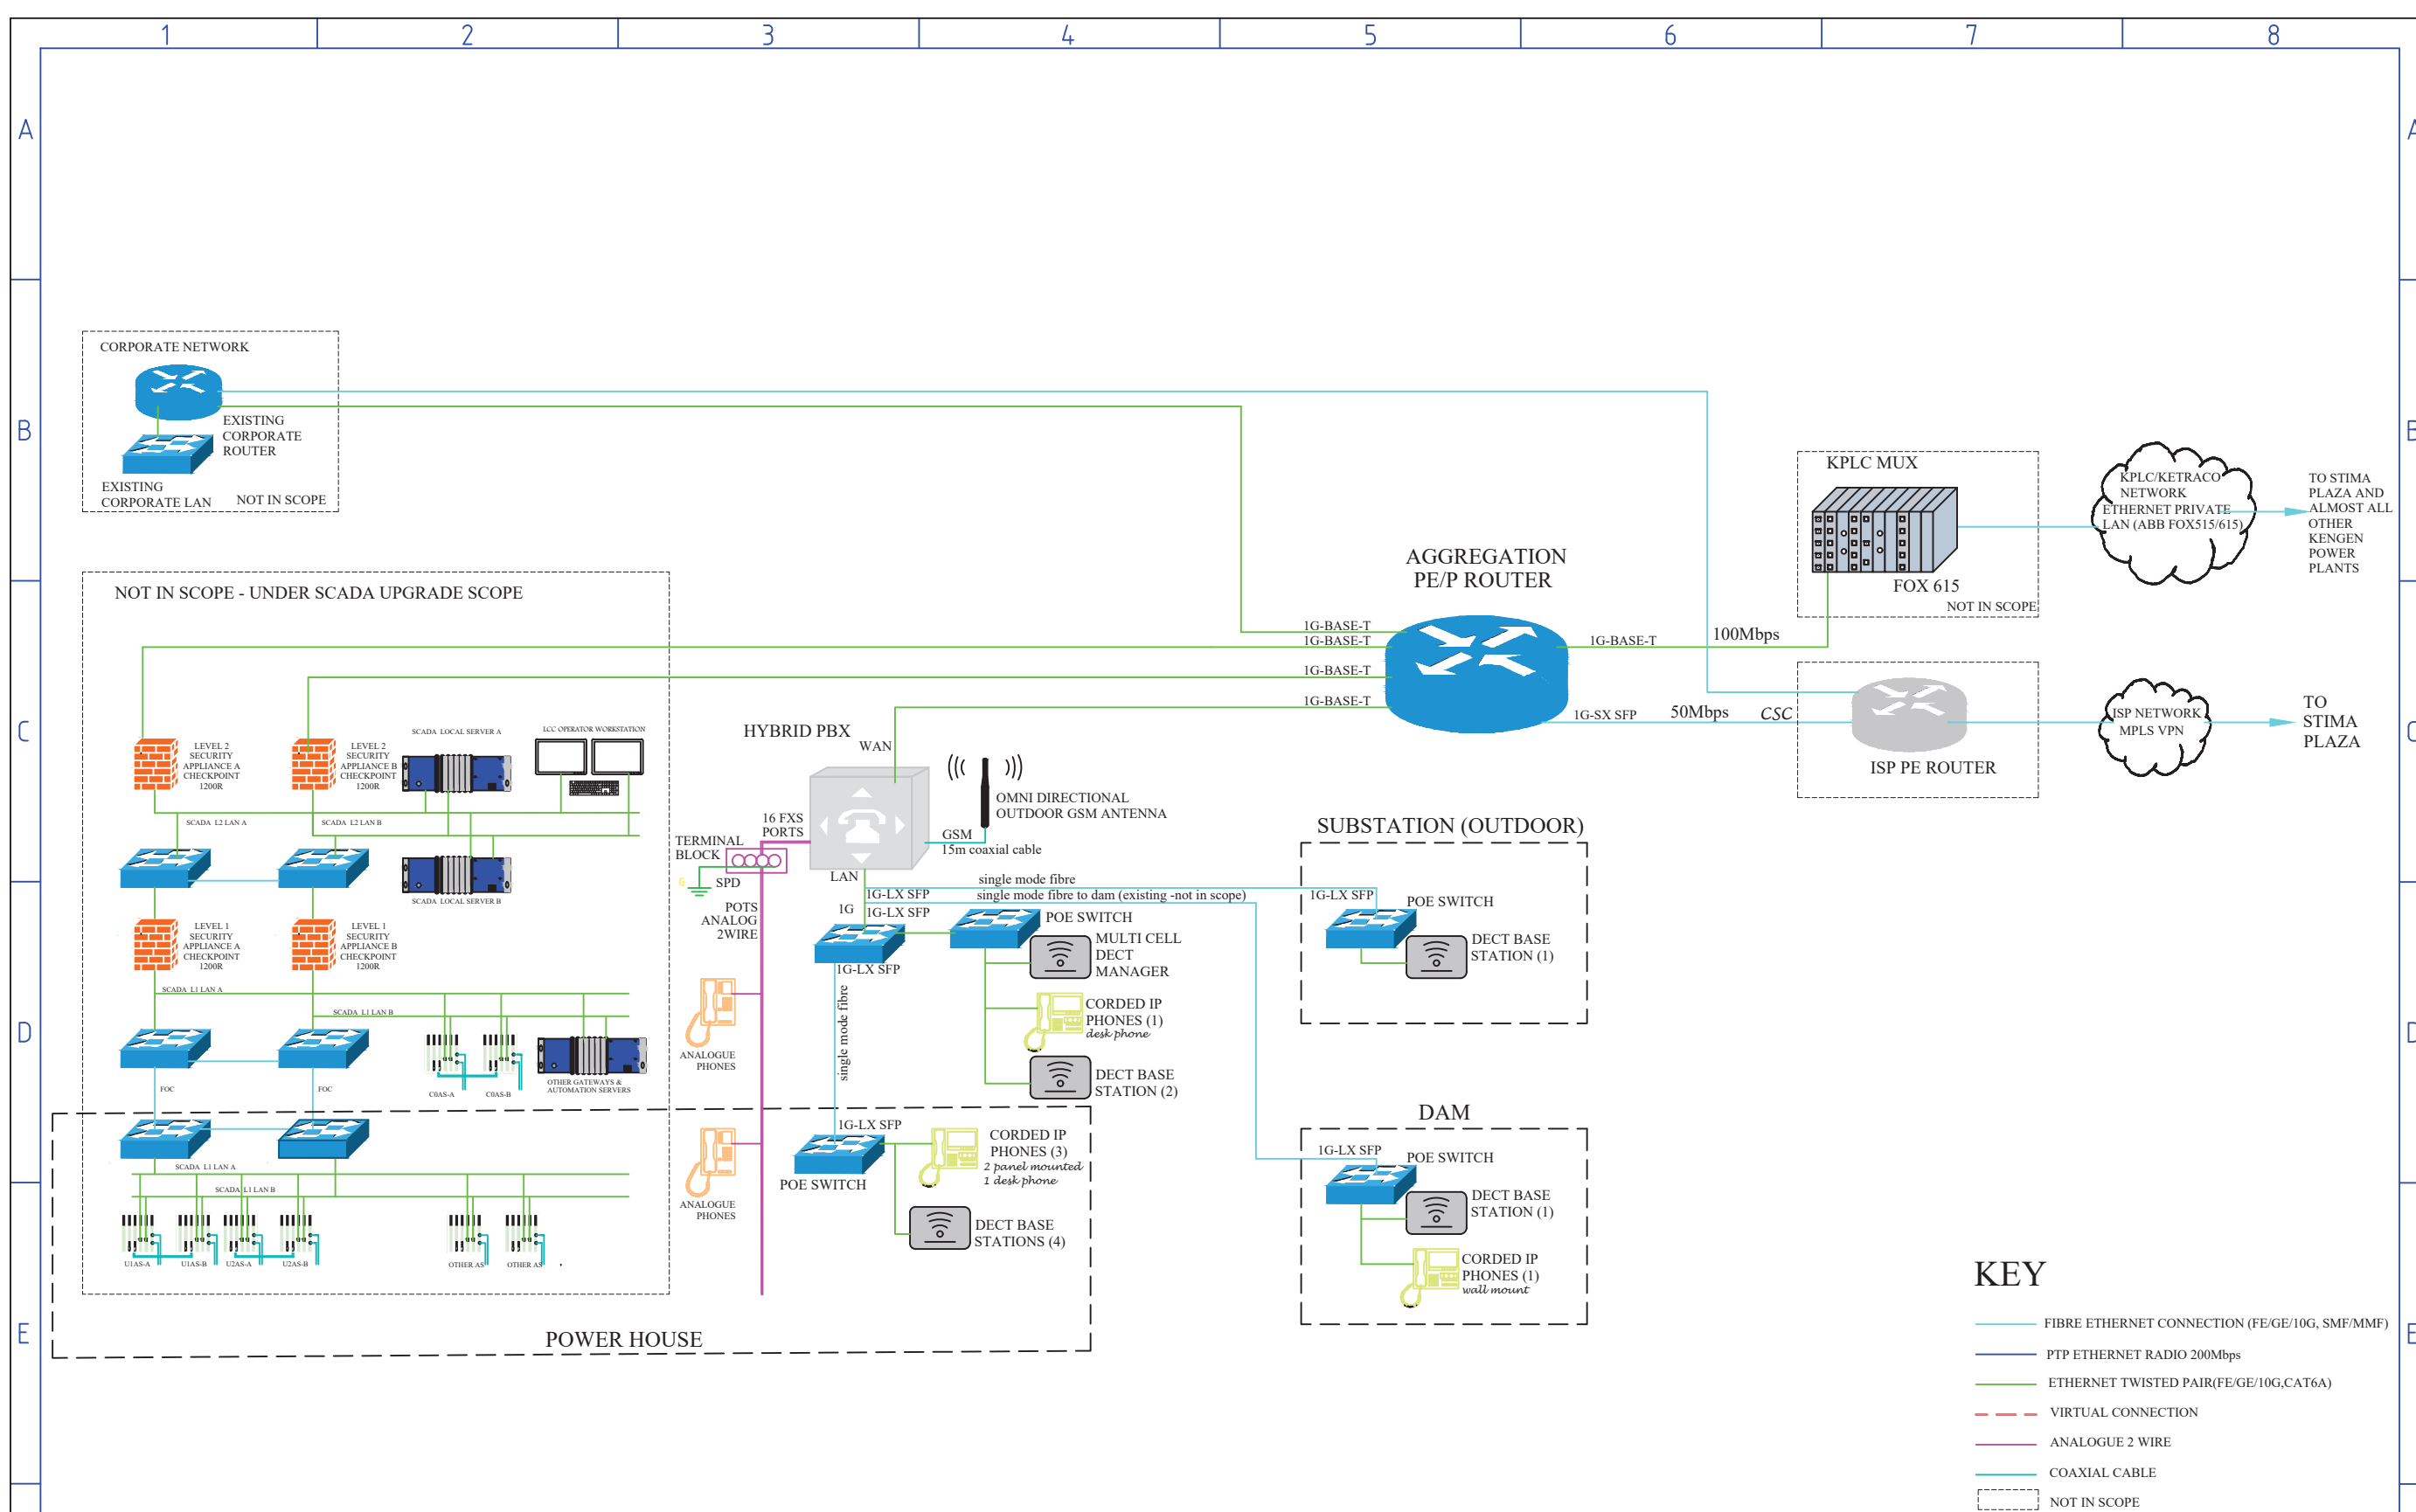 1 2 3 4 5 6 7 8
A
A
B
B
C
C
D
D
E
E
CORPORATE NETWORK
EXISTING
CORPORATE
ROUTER
EXISTING
CORPORATE LAN
NOT IN SCOPE
NOT IN SCOPE - UNDER SCADA UPGRADE SCOPE
LEVEL 2
SECURITY
APPLIANCE A
CHECKPOINT
1200R
LEVEL 2
SECURITY
APPLIANCE B
CHECKPOINT
1200R
SCADA LOCAL SERVER A
LCC OPERATOR WORKSTATION
SCADA L2 LAN A
SCADA L2 LAN B
SCADA LOCAL SERVER B
LEVEL 1
SECURITY
APPLIANCE A
CHECKPOINT
1200R
LEVEL 1
SECURITY
APPLIANCE B
CHECKPOINT
1200R
SCADA L1 LAN A
SCADA L1 LAN B
FOC
FOC
C0AS-A
C0AS-B
OTHER GATEWAYS &
AUTOMATION SERVERS
SCADA L1 LAN A
SCADA L1 LAN B
U1AS-A
U1AS-B
U2AS-A
U2AS-B
OTHER AS
OTHER AS
POWER HOUSE
HYBRID PBX
WAN
16 FXS
PORTS
TERMINAL
BLOCK
SPD
G
POTS
ANALOG
2WIRE
LAN
GSM
15m coaxial cable
OMNI DIRECTIONAL
OUTDOOR GSM ANTENNA
single mode fibre
single mode fibre to dam (existing -not in scope)
1G-LX SFP
1G-LX SFP
1G
1G-LX SFP
POE SWITCH
MULTI CELL
DECT
MANAGER
CORDED IP
PHONES (1)
desk phone
DECT BASE
STATION (2)
single mode fibre
ANALOGUE
PHONES
ANALOGUE
PHONES
1G-LX SFP
POE SWITCH
CORDED IP
PHONES (3)
2 panel mounted
1 desk phone
DECT BASE
STATIONS (4)
AGGREGATION
PE/P ROUTER
1G-BASE-T
1G-BASE-T
1G-BASE-T
1G-BASE-T
1G-BASE-T
100Mbps
1G-SX SFP
50Mbps
CSC
KPLC MUX
FOX 615
NOT IN SCOPE
KPLC/KETRACO
NETWORK
ETHERNET PRIVATE
LAN (ABB FOX515/615)
TO STIMA
PLAZA AND
ALMOST ALL
OTHER
KENGEN
POWER
PLANTS
ISP PE ROUTER
ISP NETWORK
MPLS VPN
TO
STIMA
PLAZA
SUBSTATION (OUTDOOR)
1G-LX SFP
POE SWITCH
DECT BASE
STATION (1)
DAM
1G-LX SFP
POE SWITCH
DECT BASE
STATION (1)
CORDED IP
PHONES (1)
wall mount
KEY
FIBRE ETHERNET CONNECTION (FE/GE/10G, SMF/MMF)
PTP ETHERNET RADIO 200Mbps
ETHERNET TWISTED PAIR(FE/GE/10G,CAT6A)
VIRTUAL CONNECTION
ANALOGUE 2 WIRE
COAXIAL CABLE
NOT IN SCOPE